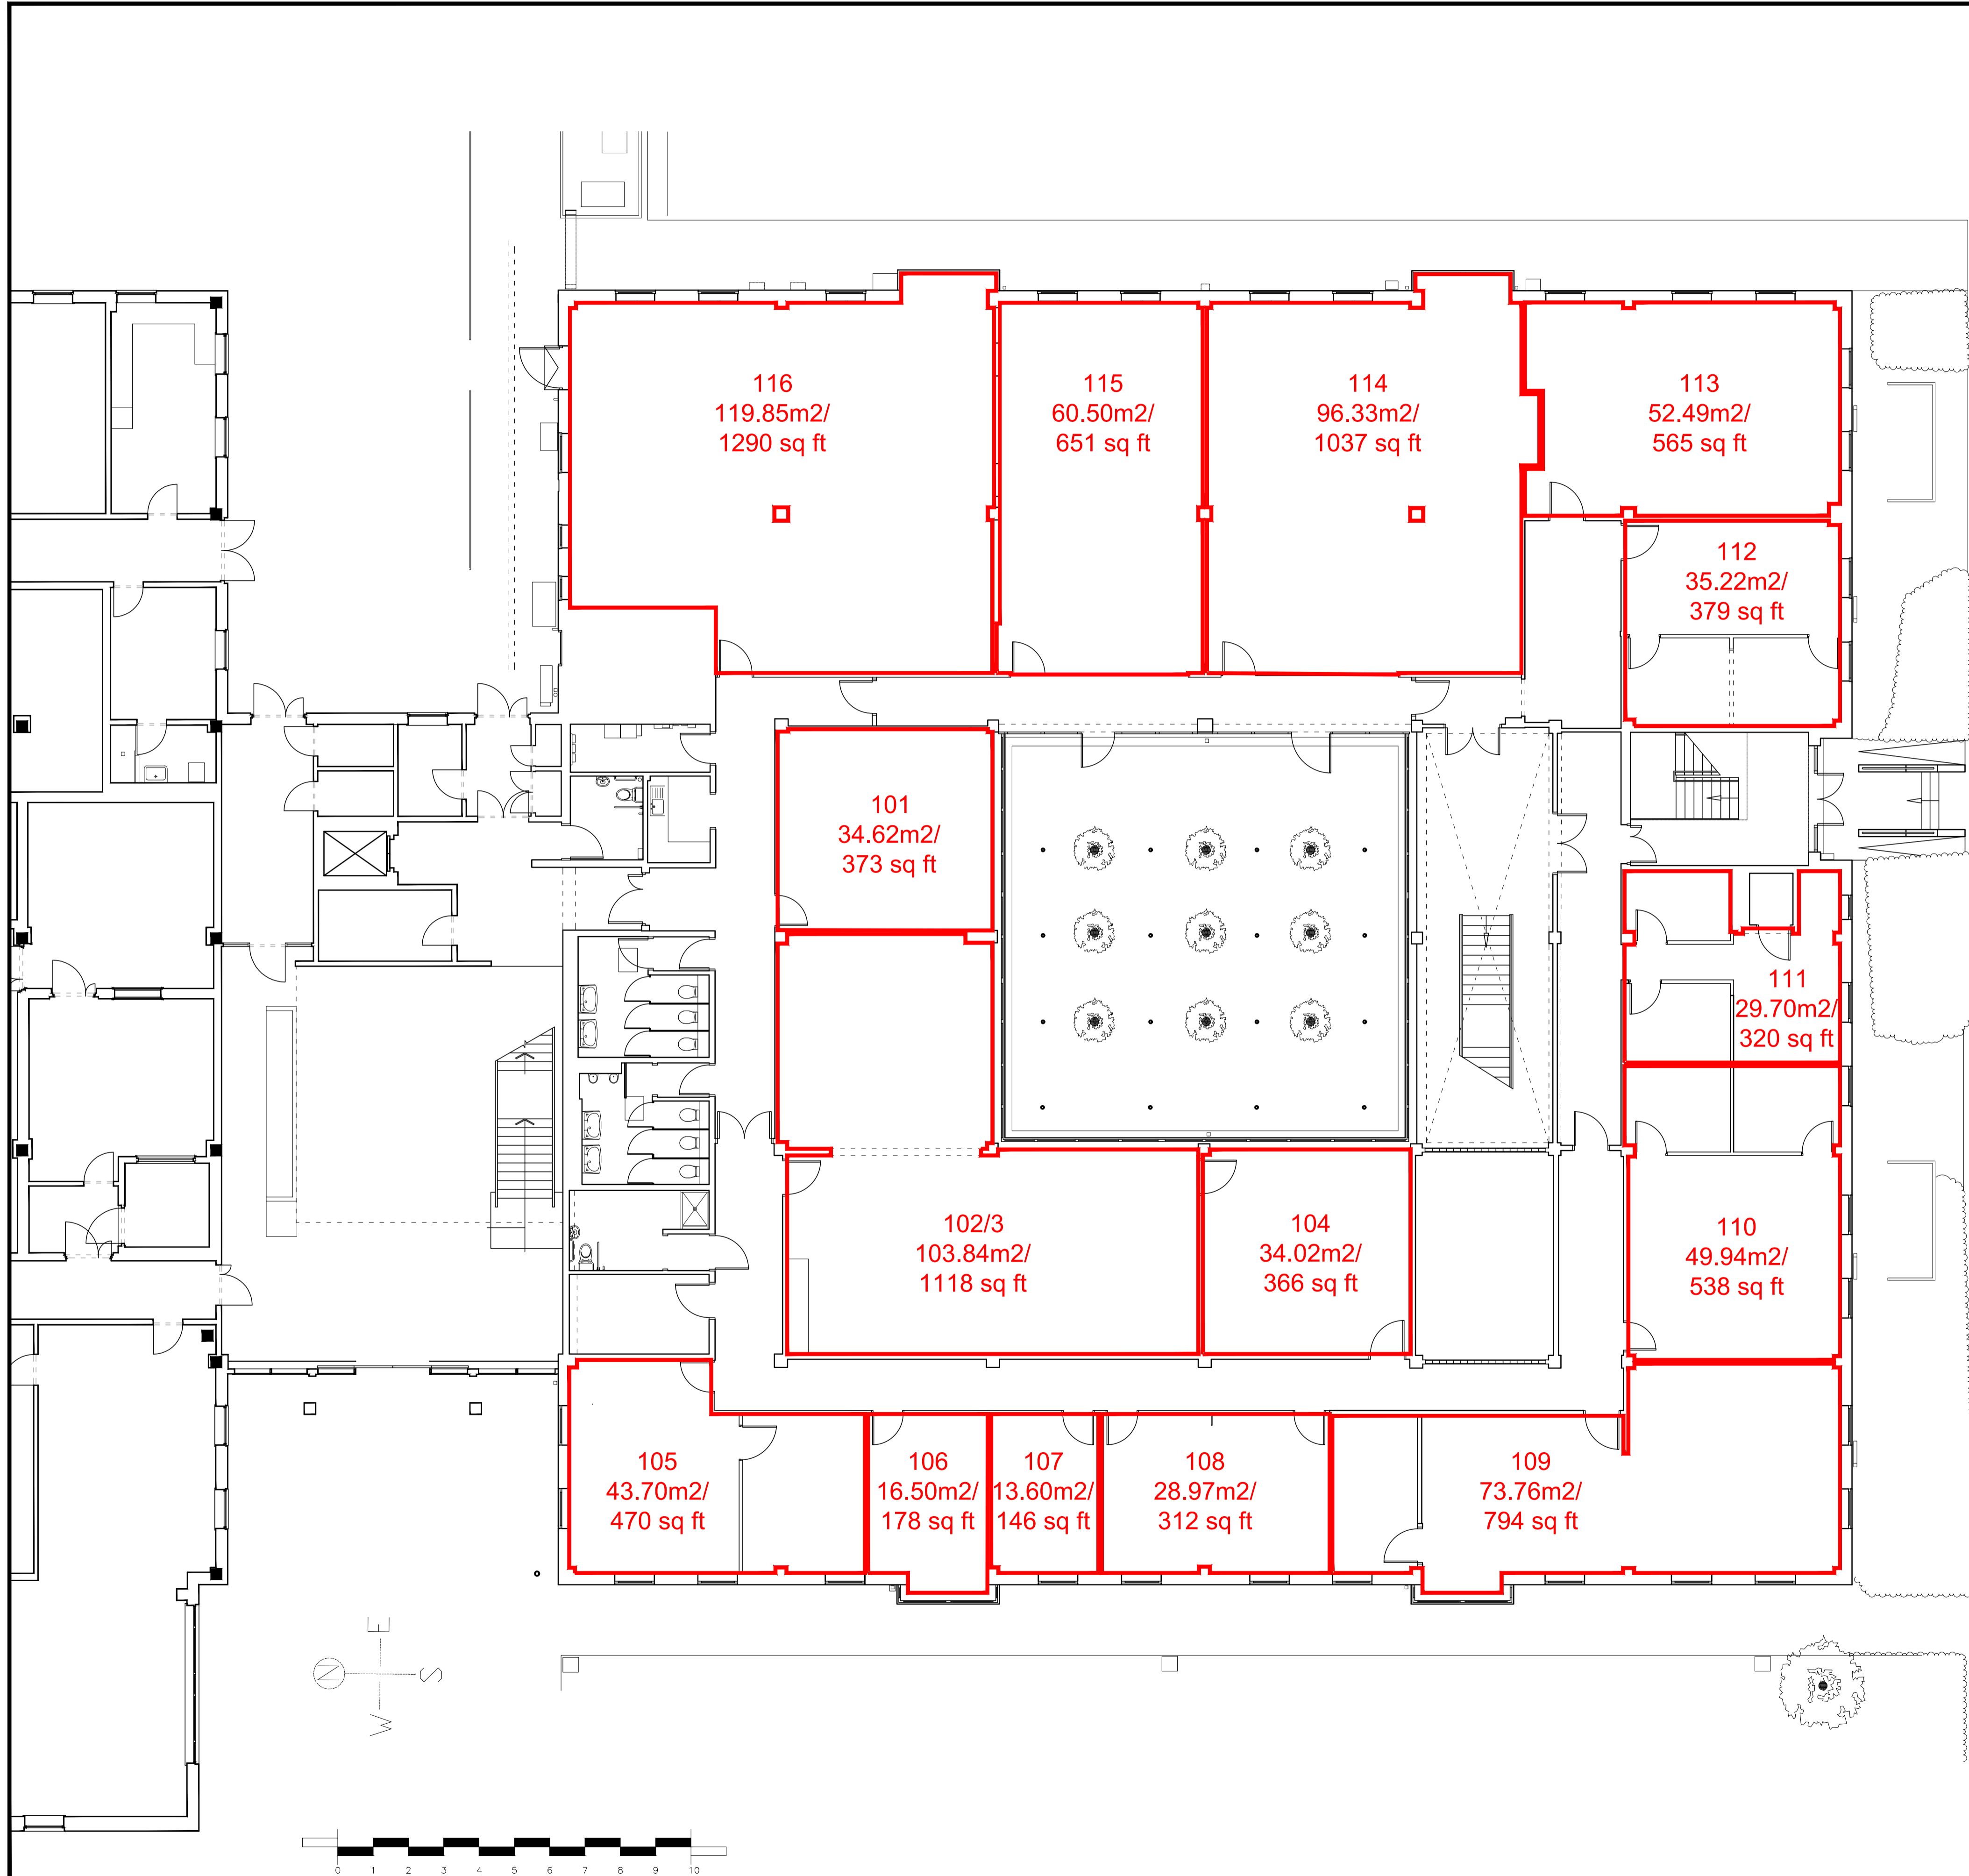 116
119.85m2/
1290 sq ft
115
60.50m2/
651 sq ft
114
96.33m2/
1037 sq ft
113
52.49m2/
565 sq ft
112
35.22m2/
379 sq ft
101
34.62m2/
373 sq ft
111
29.70m2/
320 sq ft
102/3
103.84m2/
1118 sq ft
104
34.02m2/
366 sq ft
110
49.94m2/
538 sq ft
105
43.70m2/
470 sq ft
106
16.50m2/
178 sq ft
107
13.60m2/
146 sq ft
108
28.97m2/
312 sq ft
109
73.76m2/
794 sq ft
E
N
S
W
0 1 2 3 4 5 6 7 8 9 10